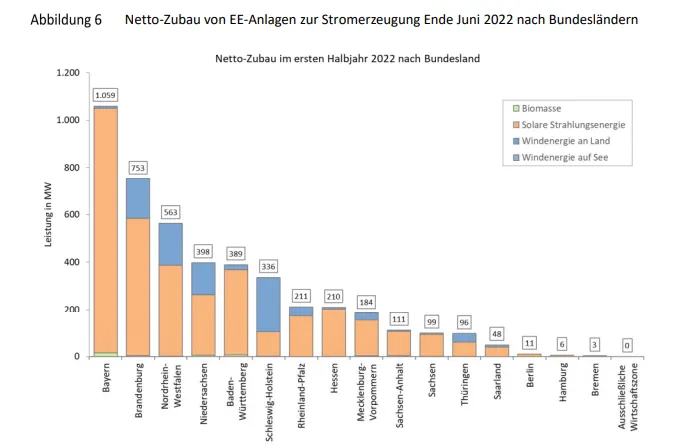 Abbildung 6 Netto-Zubau von EE-Anlagen zur Stromerzeugung Ende Juni 2022 nach Bundesländern
Netto-Zubau im ersten Halbjahr 2022 nach Bundesland
Leistung in MW
1.200
1.000
800
600
400
200
0
Biomasse
Solare Strahlungsenergie
Windenergie an Land
Windenergie auf See
1.059
753
563
398
389
336
211
210
184
111
99
96
48
11
6
3
0
Bayern
Brandenburg
Nordrhein-
Westfalen
Niedersachsen
Baden-
Württemberg
Schleswig-Holstein
Rheinland-Pfalz
Hessen
Mecklenburg-
Vorpommern
Sachsen-Anhalt
Sachsen
Thüringen
Saarland
Berlin
Hamburg
Bremen
Ausschließliche
Wirtschaftszone